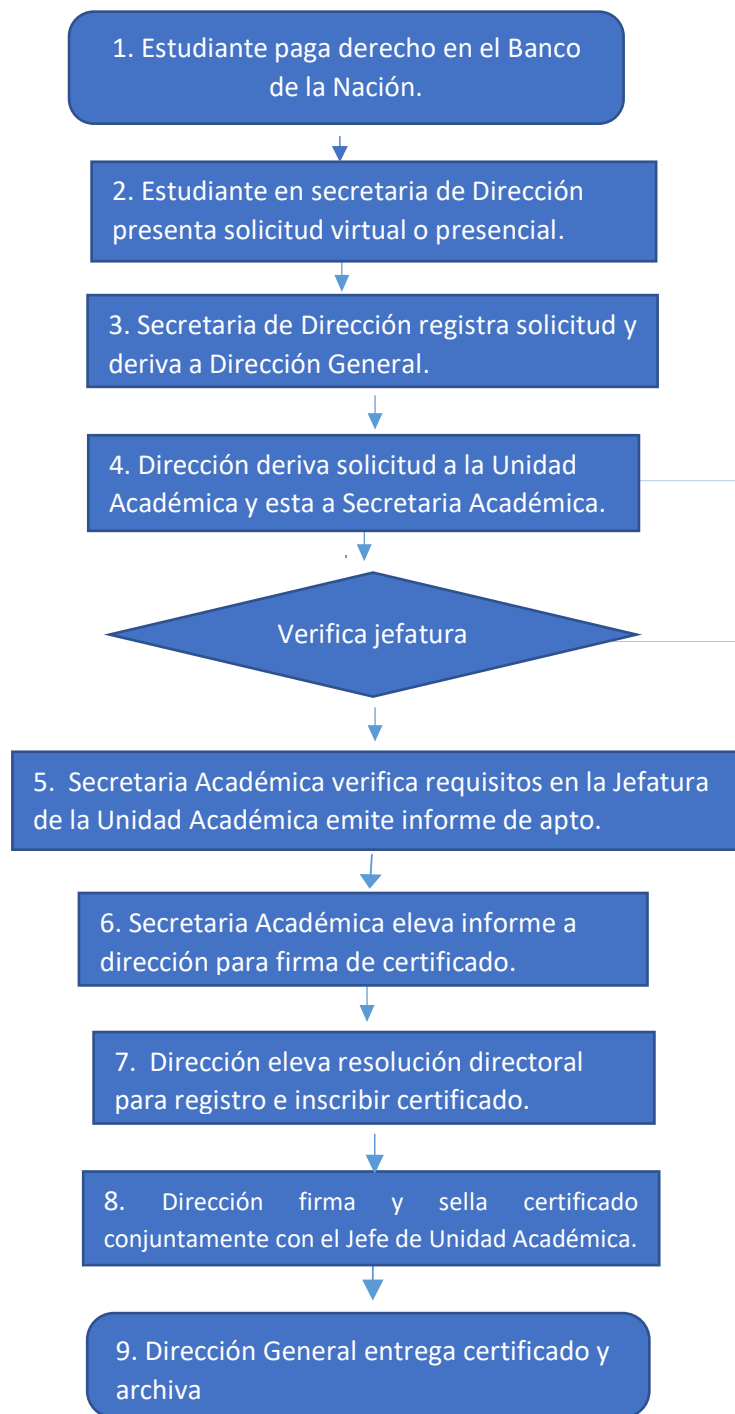 1. Estudiante paga derecho en el Banco
de la Nación.
2. Estudiante en secretaria de Dirección
presenta solicitud virtual o presencial.
3. Secretaria de Dirección registra solicitud y
deriva a Dirección General.
4. Dirección deriva solicitud a la Unidad
Académica y esta a Secretaria Académica.
Verifica jefatura
5. Secretaria Académica verifica requisitos en la Jefatura
de la Unidad Académica emite informe de apto.
6. Secretaria Académica eleva informe a
dirección para firma de certificado.
7. Dirección eleva resolución directoral
para registro e inscribir certificado.
8. Dirección firma y sella certificado
conjuntamente con el Jefe de Unidad Académica.
9. Dirección General entrega certificado y
archiva